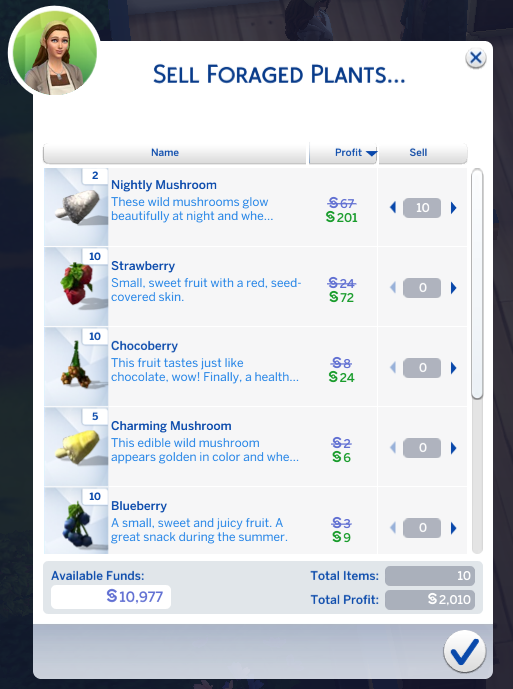 SELL FORAGED PLANTS...
Name Profit Sell
2
Nightly Mushroom
These wild mushrooms glow
beautifully at night and whe...
§67
§201
10
10
Strawberry
Small, sweet fruit with a red, seed-
covered skin.
§24
§72
0
10
Chocoberry
This fruit tastes just like
chocolate, wow! Finally, a health...
§8
§24
0
5
Charming Mushroom
This edible wild mushroom
appears golden in color and whe...
§2
§6
0
10
Blueberry
A small, sweet and juicy fruit. A
great snack during the summer.
§3
§9
0
Available Funds:
§10,977
Total Items: 10
Total Profit: §2,010